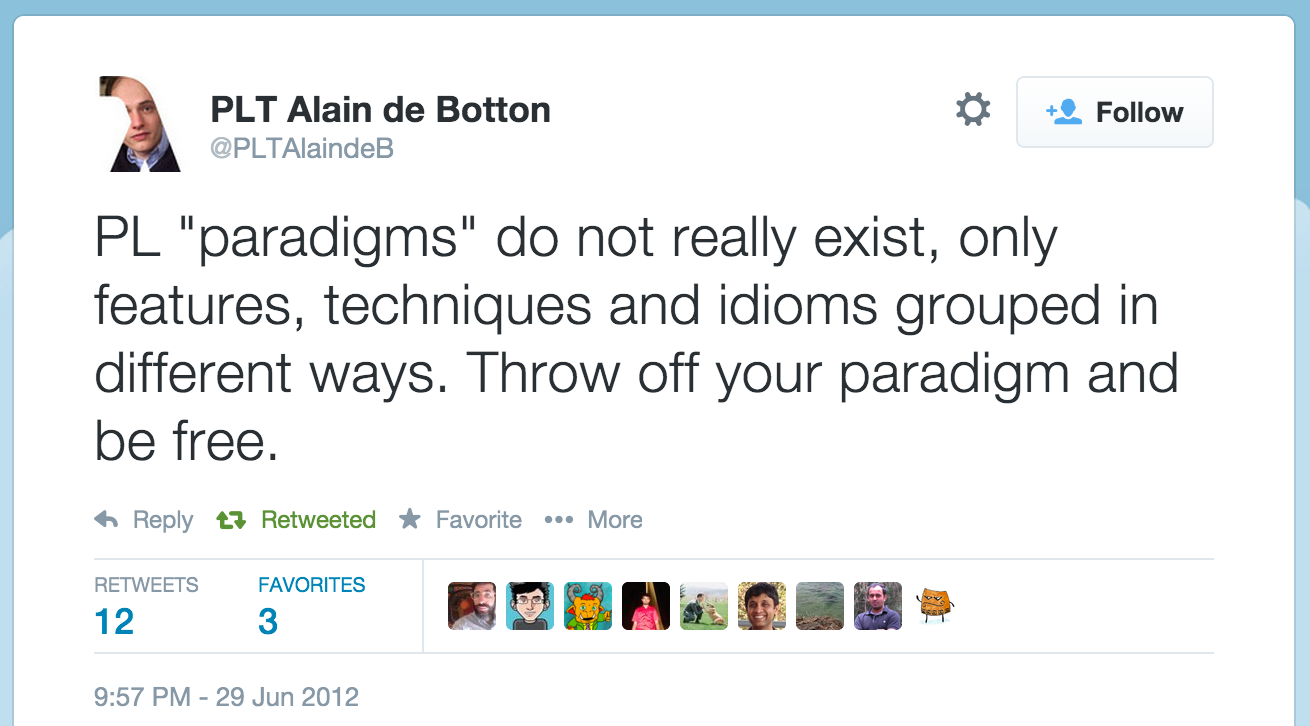 PLT Alain de Botton
@PLTAlaindeB
Follow
PL "paradigms" do not really exist, only
features, techniques and idioms grouped in
different ways. Throw off your paradigm and
be free.
Reply Retweeted Favorite More
RETWEETS FAVORITES
12 3
9:57 PM - 29 Jun 2012